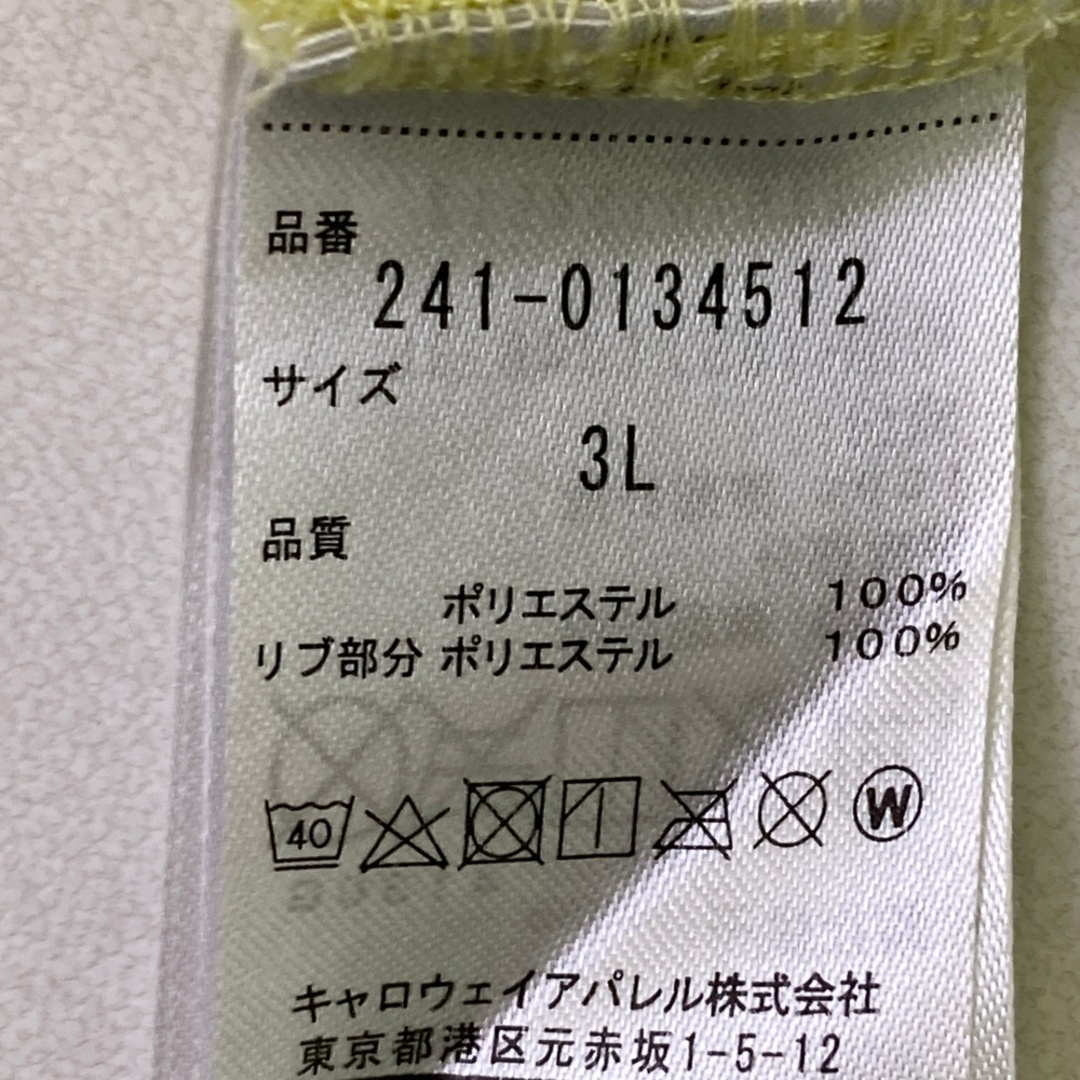 品番
241-0134512
サイズ
3L
品質
ポリエステル 100%
リブ部分 ポリエステル 100%
40 W
キャロウェイアパレル株式会社
東京都港区元赤坂1-5-12